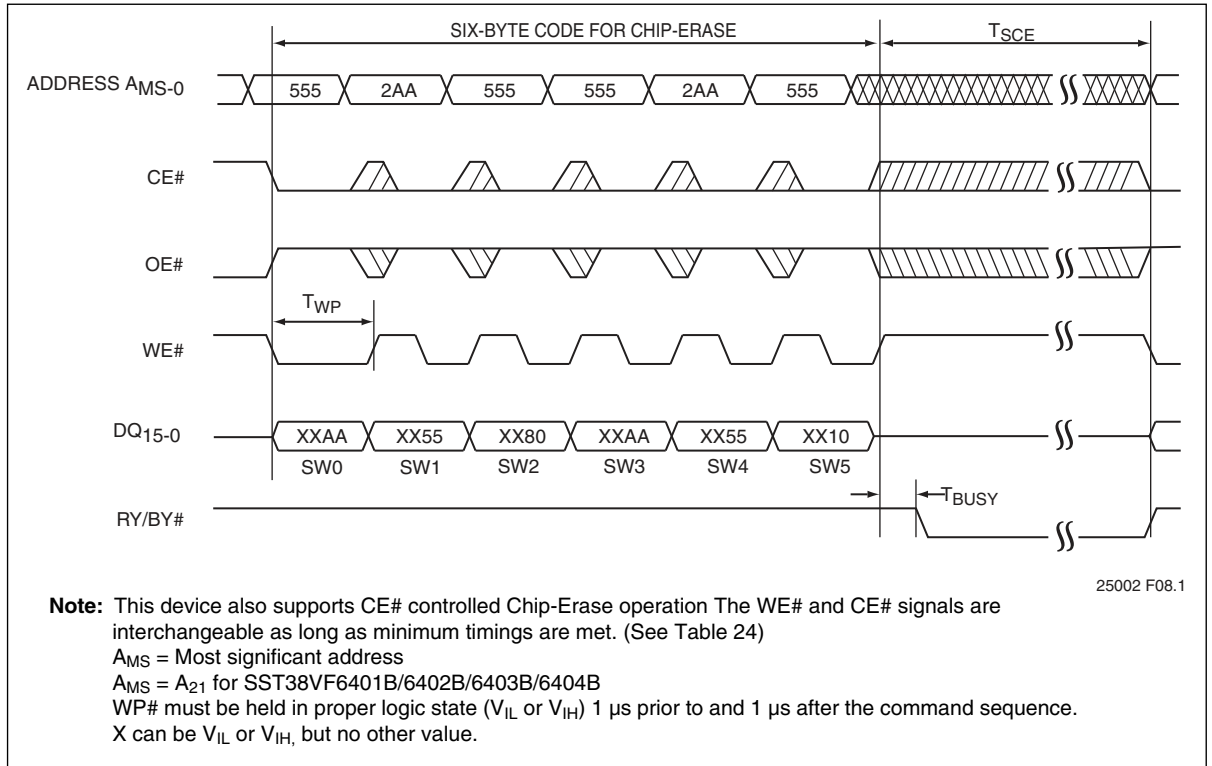 SIX-BYTE CODE FOR CHIP-ERASE TSCE
ADDRESS AMS-0 555 2AA 555 555 2AA 555
CE#
OE#
TWP
WE#
DQ15-0 XXAA XX55 XX80 XXAA XX55 XX10
SW0 SW1 SW2 SW3 SW4 SW5
TBUSY
RY/BY#
25002 F08.1
Note: This device also supports CE# controlled Chip-Erase operation The WE# and CE# signals are
interchangeable as long as minimum timings are met. (See Table 24)
AMS = Most significant address
AMS = A21 for SST38VF6401B/6402B/6403B/6404B
WP# must be held in proper logic state (VIL or VIH) 1 µs prior to and 1 µs after the command sequence.
X can be VIL or VIH, but no other value.